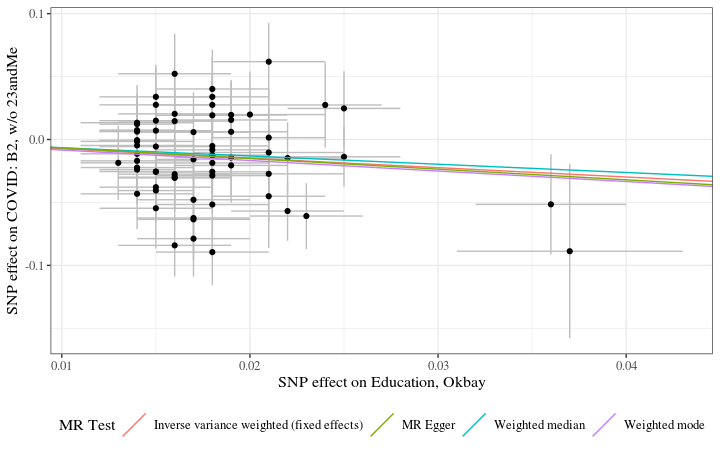 0.1
0.0
-0.1
SNP effect on COVID: B2, w/o 23andMe
0.01 0.02 0.03 0.04
SNP effect on Education, Okbay
MR Test Inverse variance weighted (fixed effects) MR Egger Weighted median Weighted mode